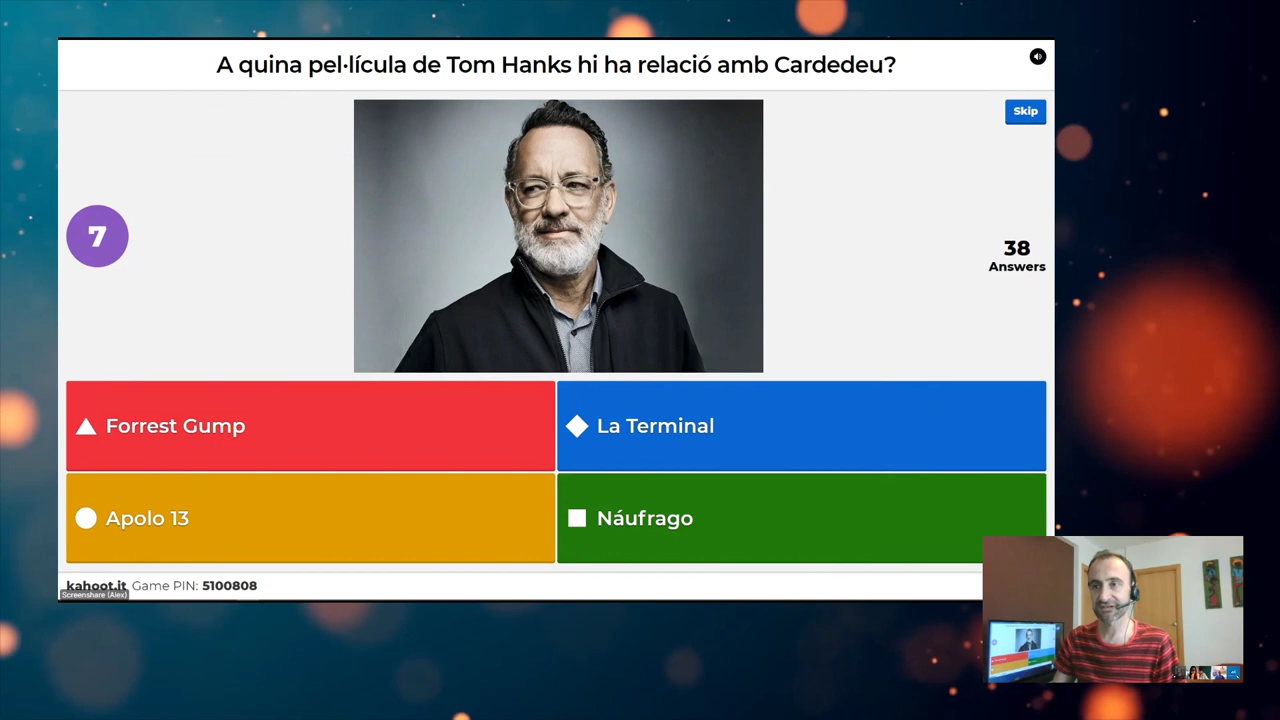 A quina pel·lícula de Tom Hanks hi ha relació amb Cardedeu?
Skip
7
38
Answers
Forrest Gump
La Terminal
Apolo 13
Náufrago
kahoot.it Game PIN: 5100808
Screenshare (Alex)